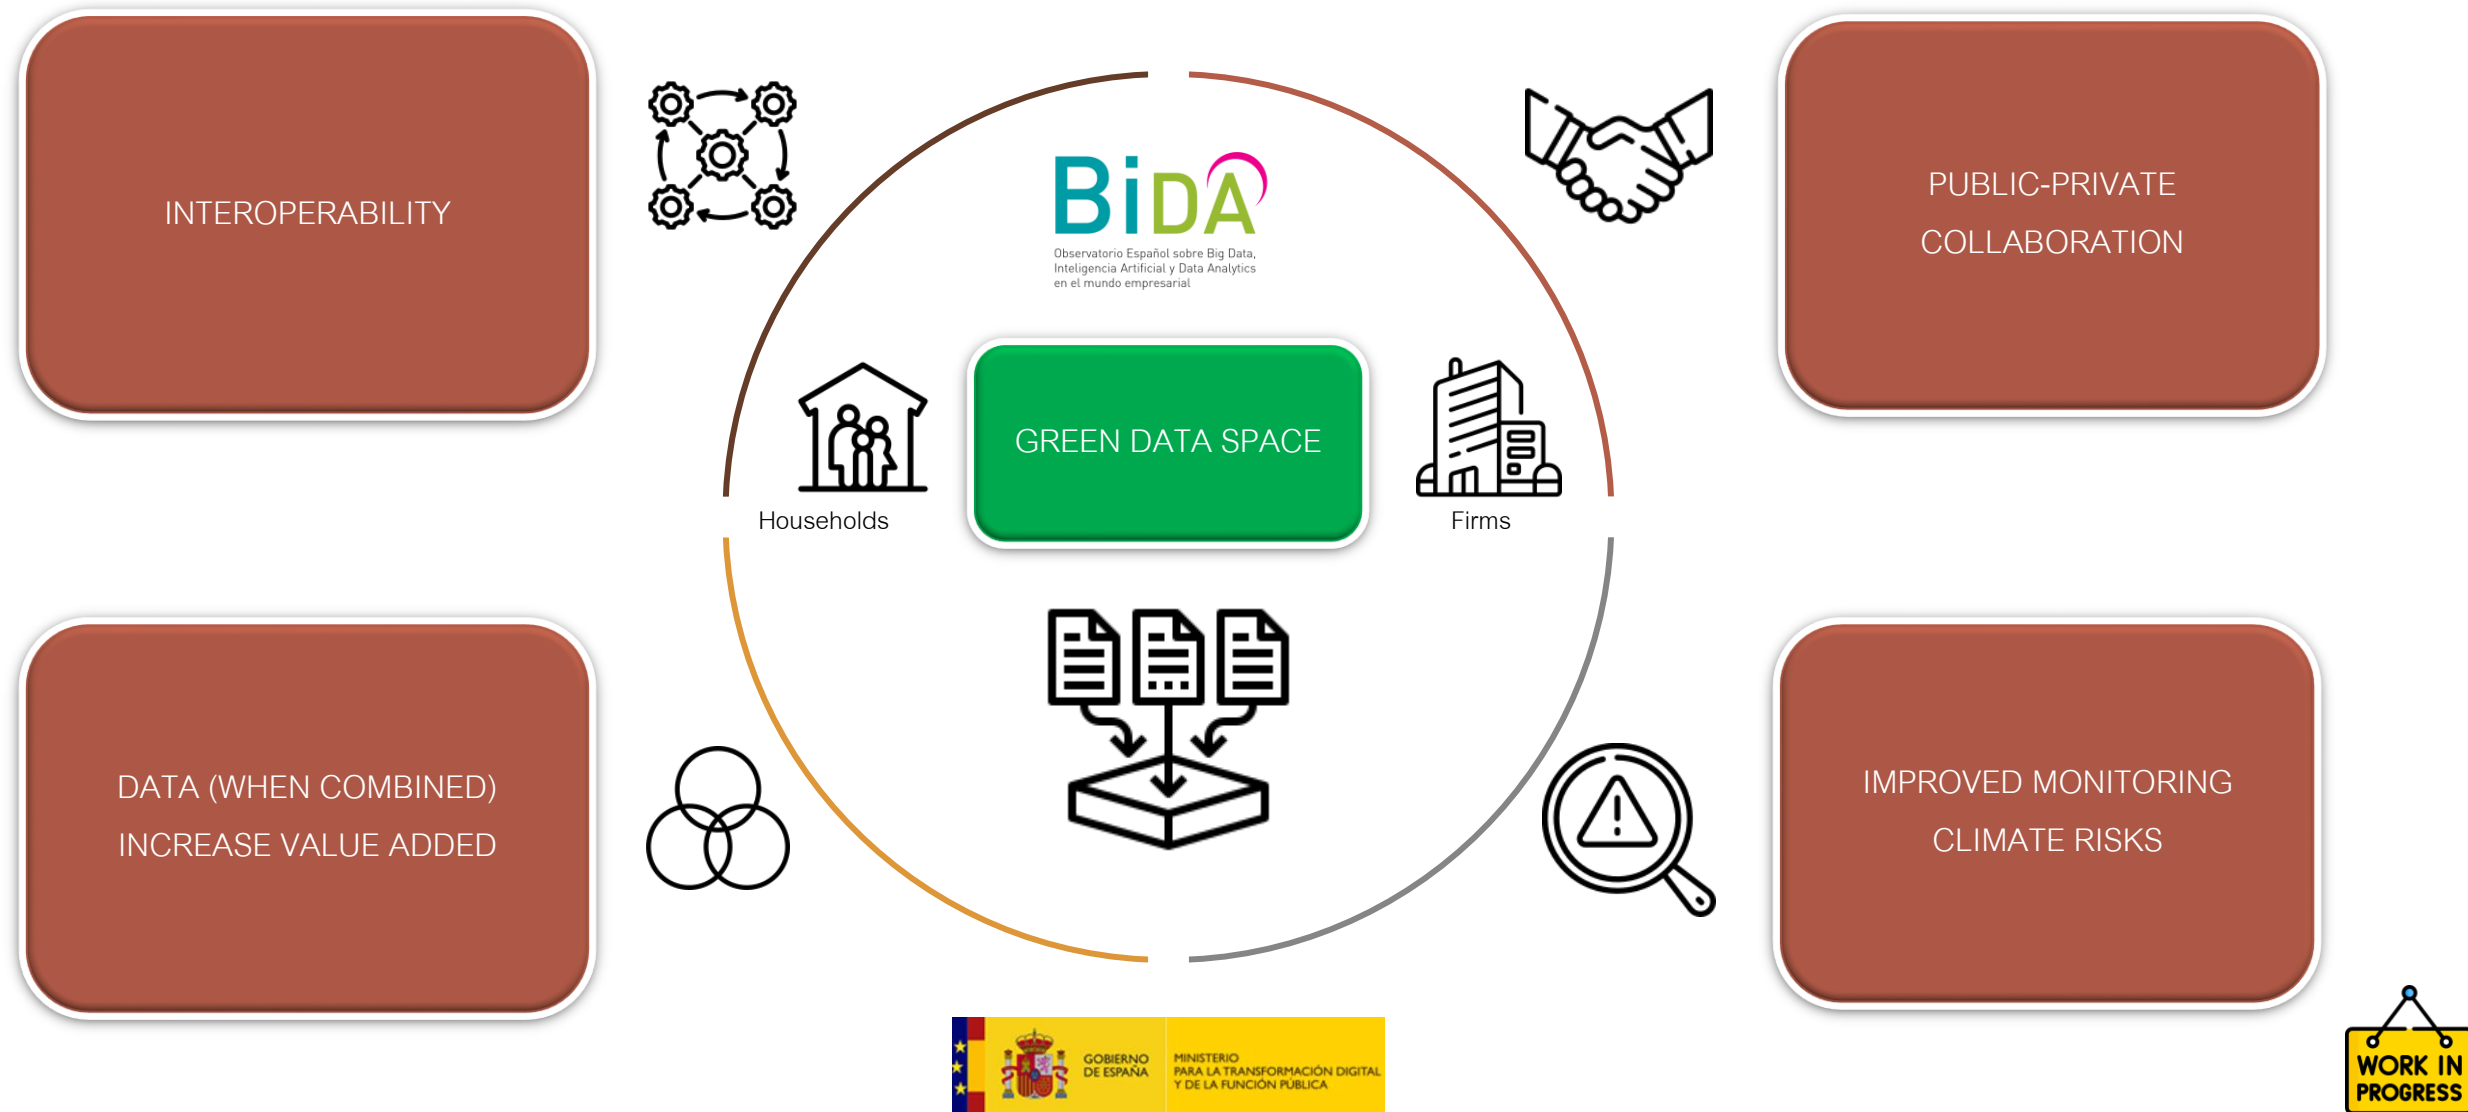 INTEROPERABILITY
PUBLIC-PRIVATE
COLLABORATION
BiDA
Observatorio Español sobre Big Data,
Inteligencia Artificial y Data Analytics
en el mundo empresarial
GREEN DATA SPACE
Households
Firms
DATA (WHEN COMBINED)
INCREASE VALUE ADDED
IMPROVED MONITORING
CLIMATE RISKS
GOBIERNO
DE ESPAÑA
MINISTERIO
PARA LA TRANSFORMACIÓN DIGITAL
Y DE LA FUNCIÓN PÚBLICA
WORK IN
PROGRESS